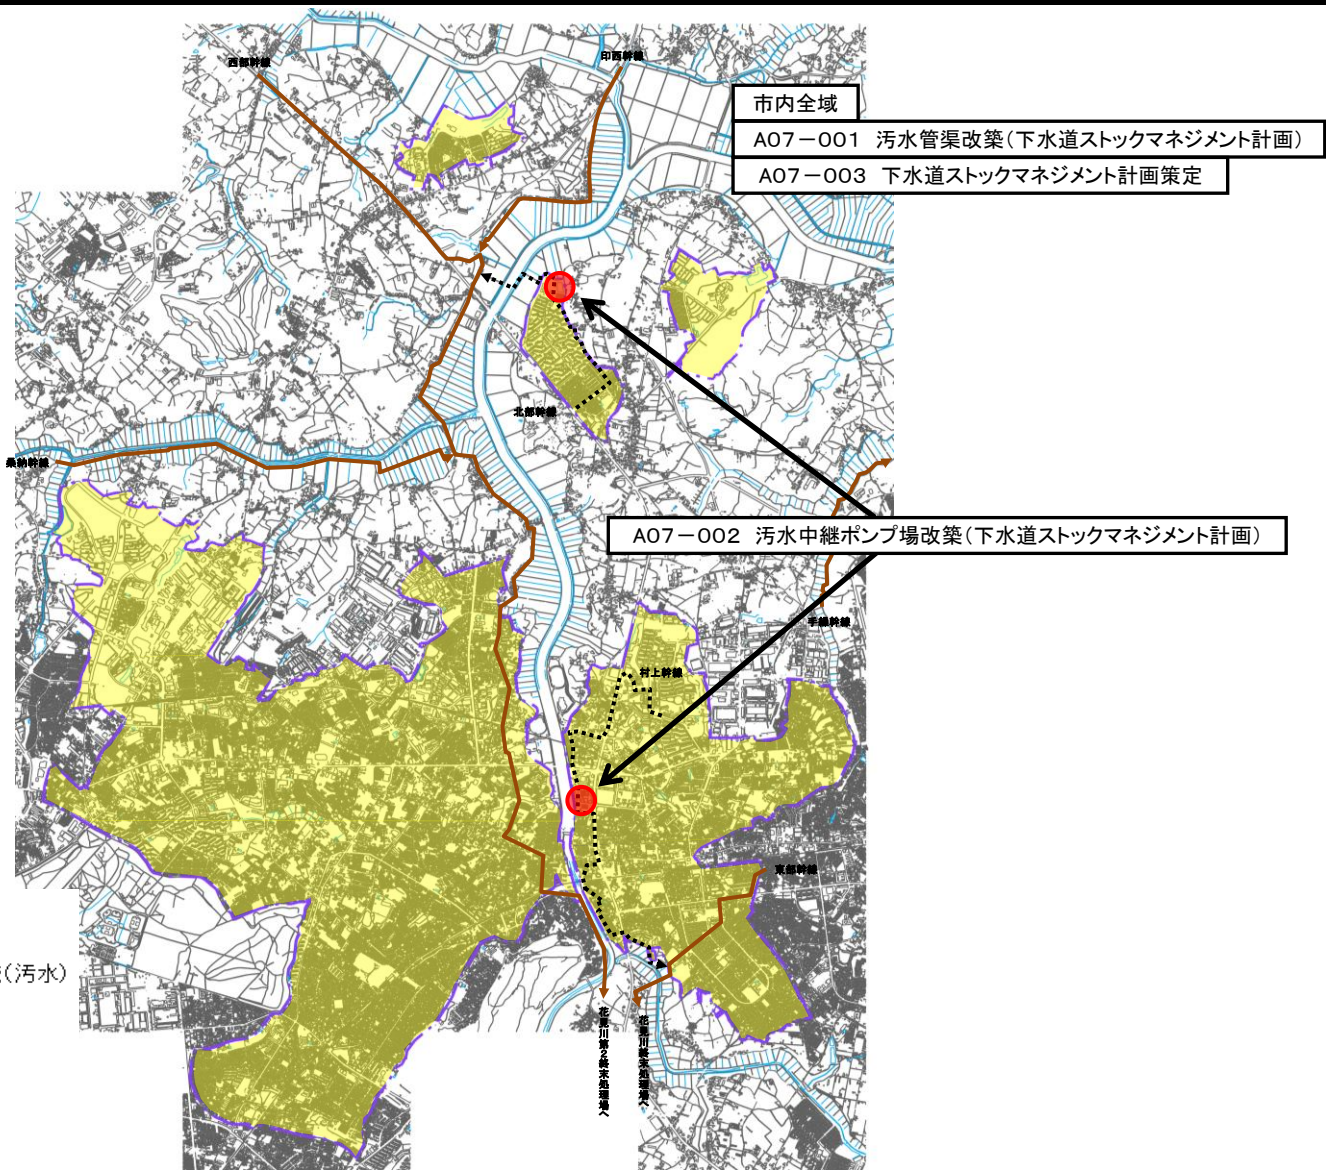 西部幹線
印西幹線
市内全域
A07－001 汚水管渠改築(下水道ストックマネジメント計画)
A07－003 下水道ストックマネジメント計画策定
北部幹線
桑納幹線
A07－002 汚水中継ポンプ場改築(下水道ストックマネジメント計画)
手繰幹線
村上幹線
東部幹線
(汚水)
花見川第2終末処理場へ
花見川終末処理場へ